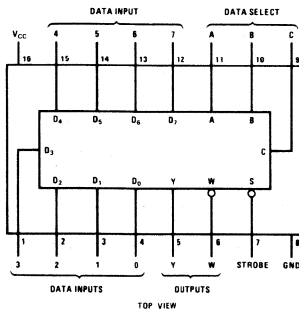 DATA INPUT DATA SELECT
VCC 4 5 6 7 A B C
16 15 14 13 12 11 10 9
D4 D5 D6 D7 A B
D3 C
D2 D1 D0 Y W S
1 2 3 4 5 6 7 8
3 2 1 0 Y W STROBE GND
DATA INPUTS OUTPUTS
TOP VIEW